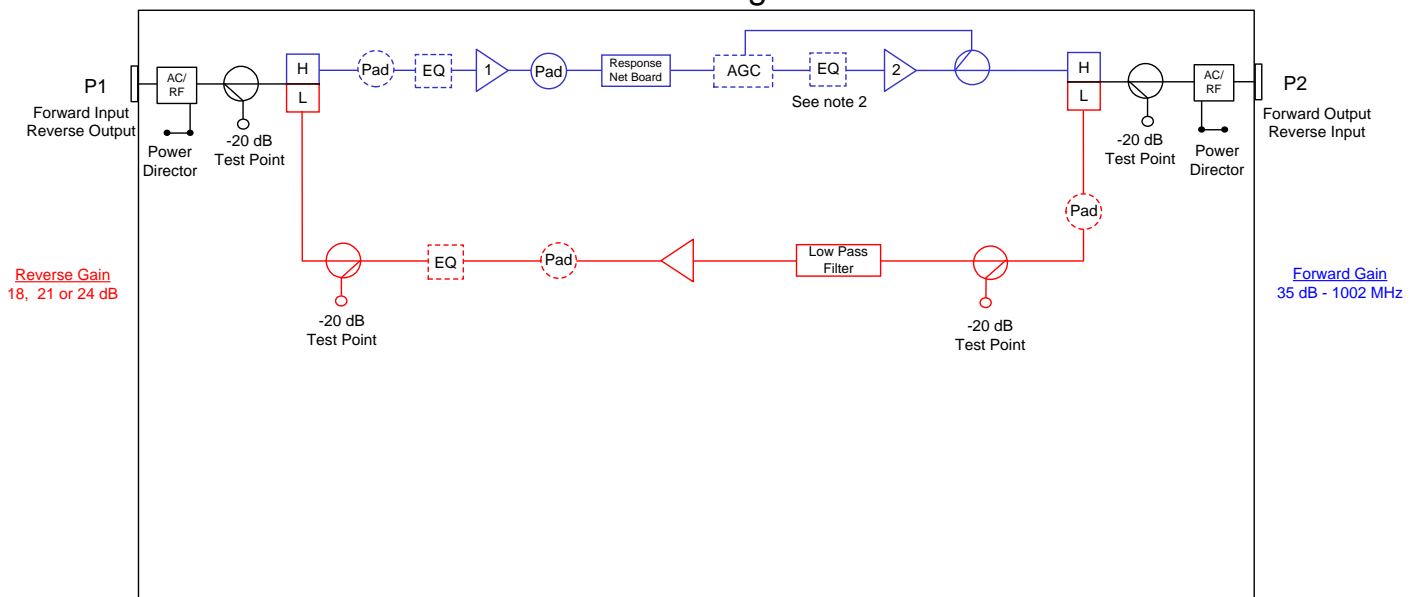 P1
Forward Input
Reverse Output
AC/
RF
Power
Director
-20 dB
Test Point
H
L
Pad
EQ
1
Pad
Response
Net Board
AGC
EQ
See note 2
2
H
L
-20 dB
Test Point
AC/
RF
Power
Director
P2
Forward Output
Reverse Input
Pad
Reverse Gain
18, 21 or 24 dB
-20 dB
Test Point
EQ
Pad
Low Pass
Filter
-20 dB
Test Point
Forward Gain
35 dB - 1002 MHz